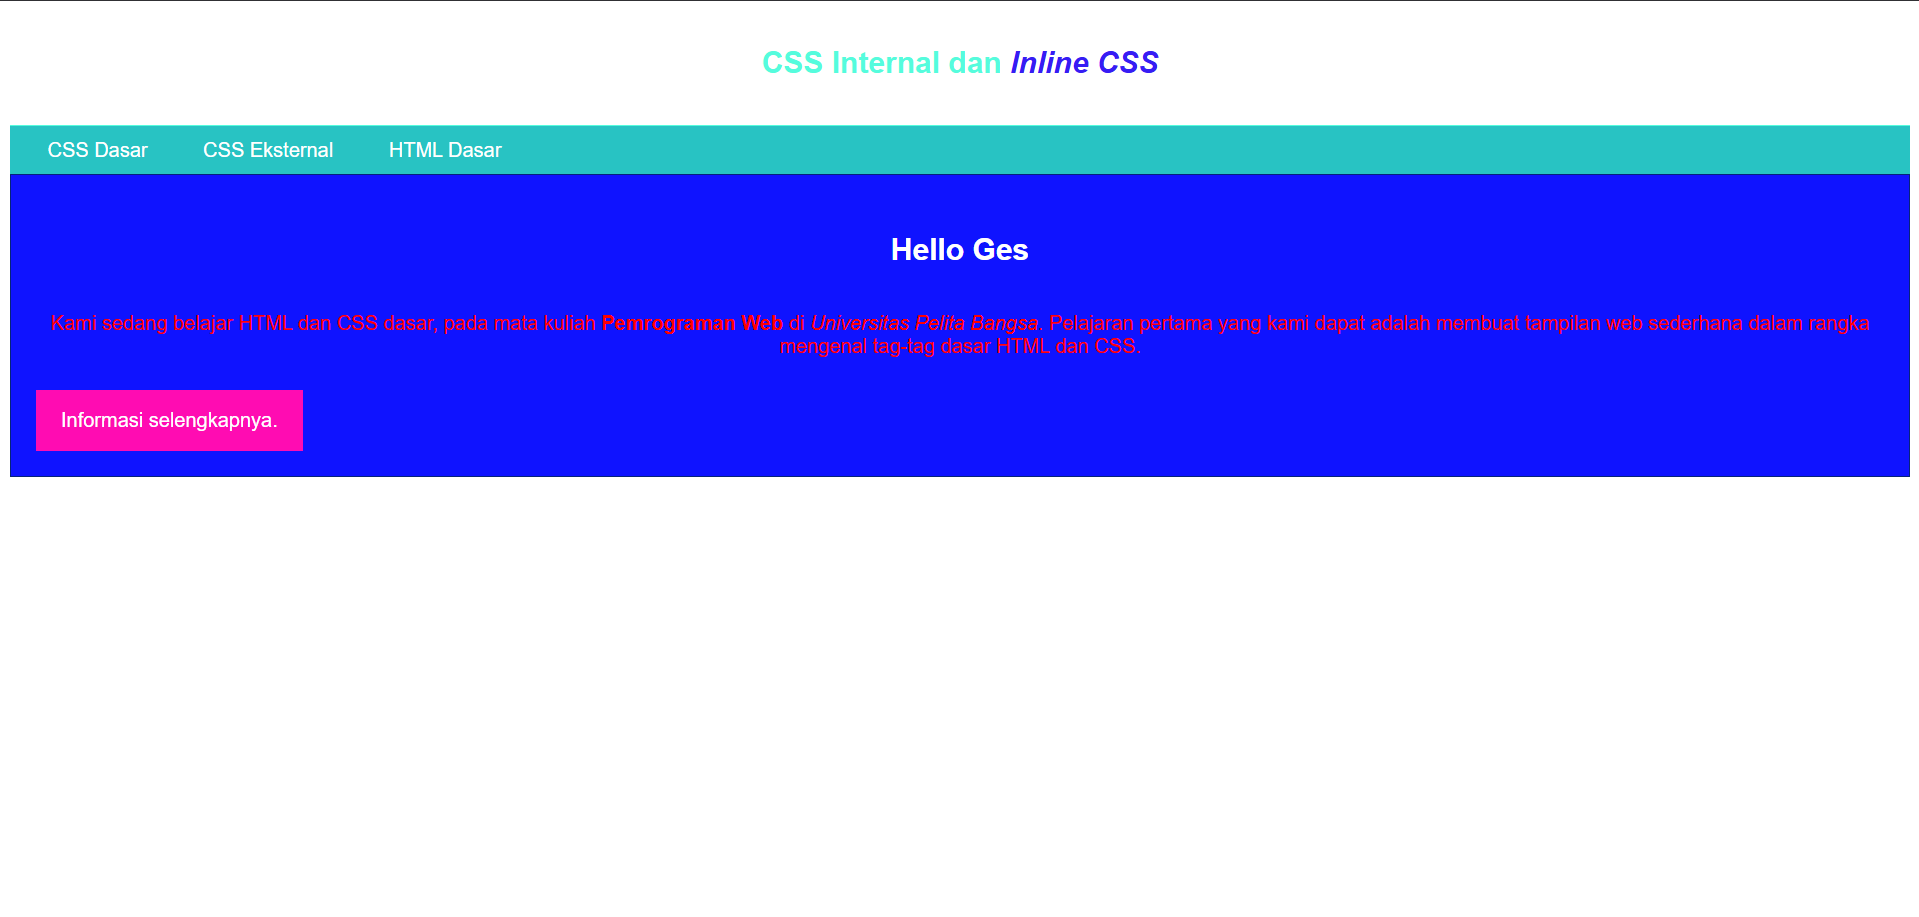 CSS Internal dan Inline CSS
CSS Dasar CSS Eksternal HTML Dasar
Hello Ges
Kami sedang belajar HTML dan CSS dasar, pada mata kuliah Pemrograman Web di Universitas Pelita Bangsa. Pelajaran pertama yang kami dapat adalah membuat tampilan web sederhana dalam rangka
mengenal tag-tag dasar HTML dan CSS.
Informasi selengkapnya.